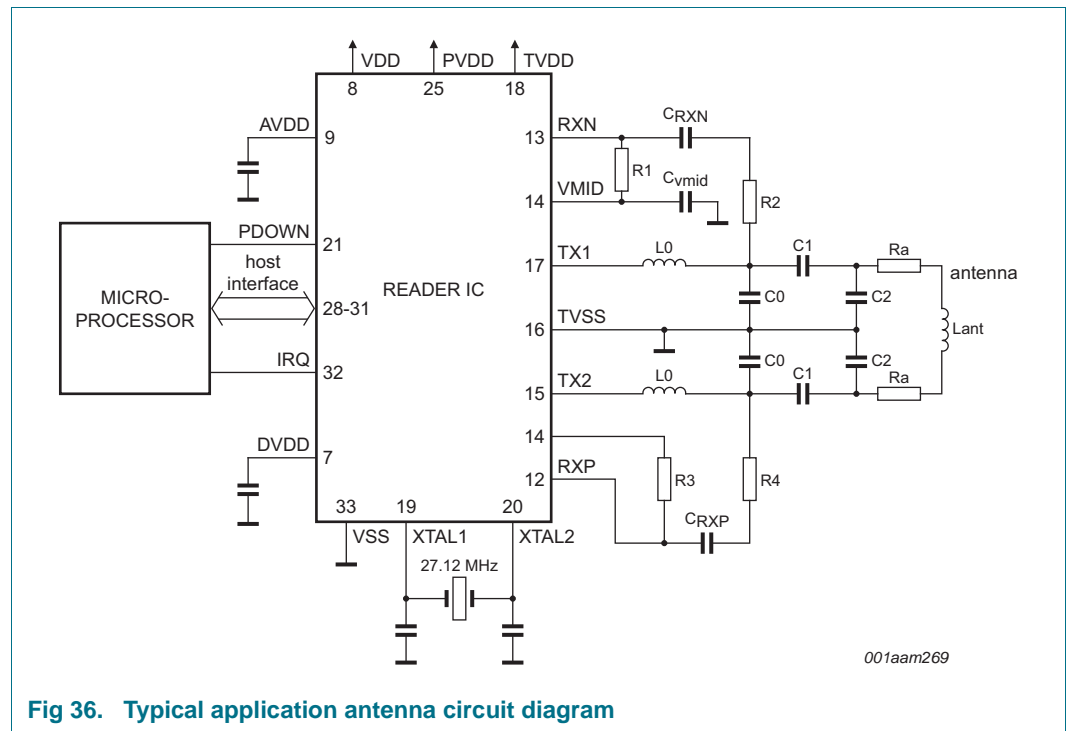 VDD PVDD TVDD
8 25 18
AVDD 9
13 RXN
CRXN
R1
14 VMID
Cvmid
R2
PDOWN 21
host
interface
28-31
READER IC
MICRO-
PROCESSOR
IRQ 32
17 TX1
L0
C1
Ra
antenna
C0
C2
Lant
16 TVSS
C0
C2
L0
C1
Ra
15 TX2
14
12 RXP
R3
R4
CRXP
DVDD 7
33 19 20
VSS XTAL1 XTAL2
27.12 MHz
001aam269
Fig 36. Typical application antenna circuit diagram